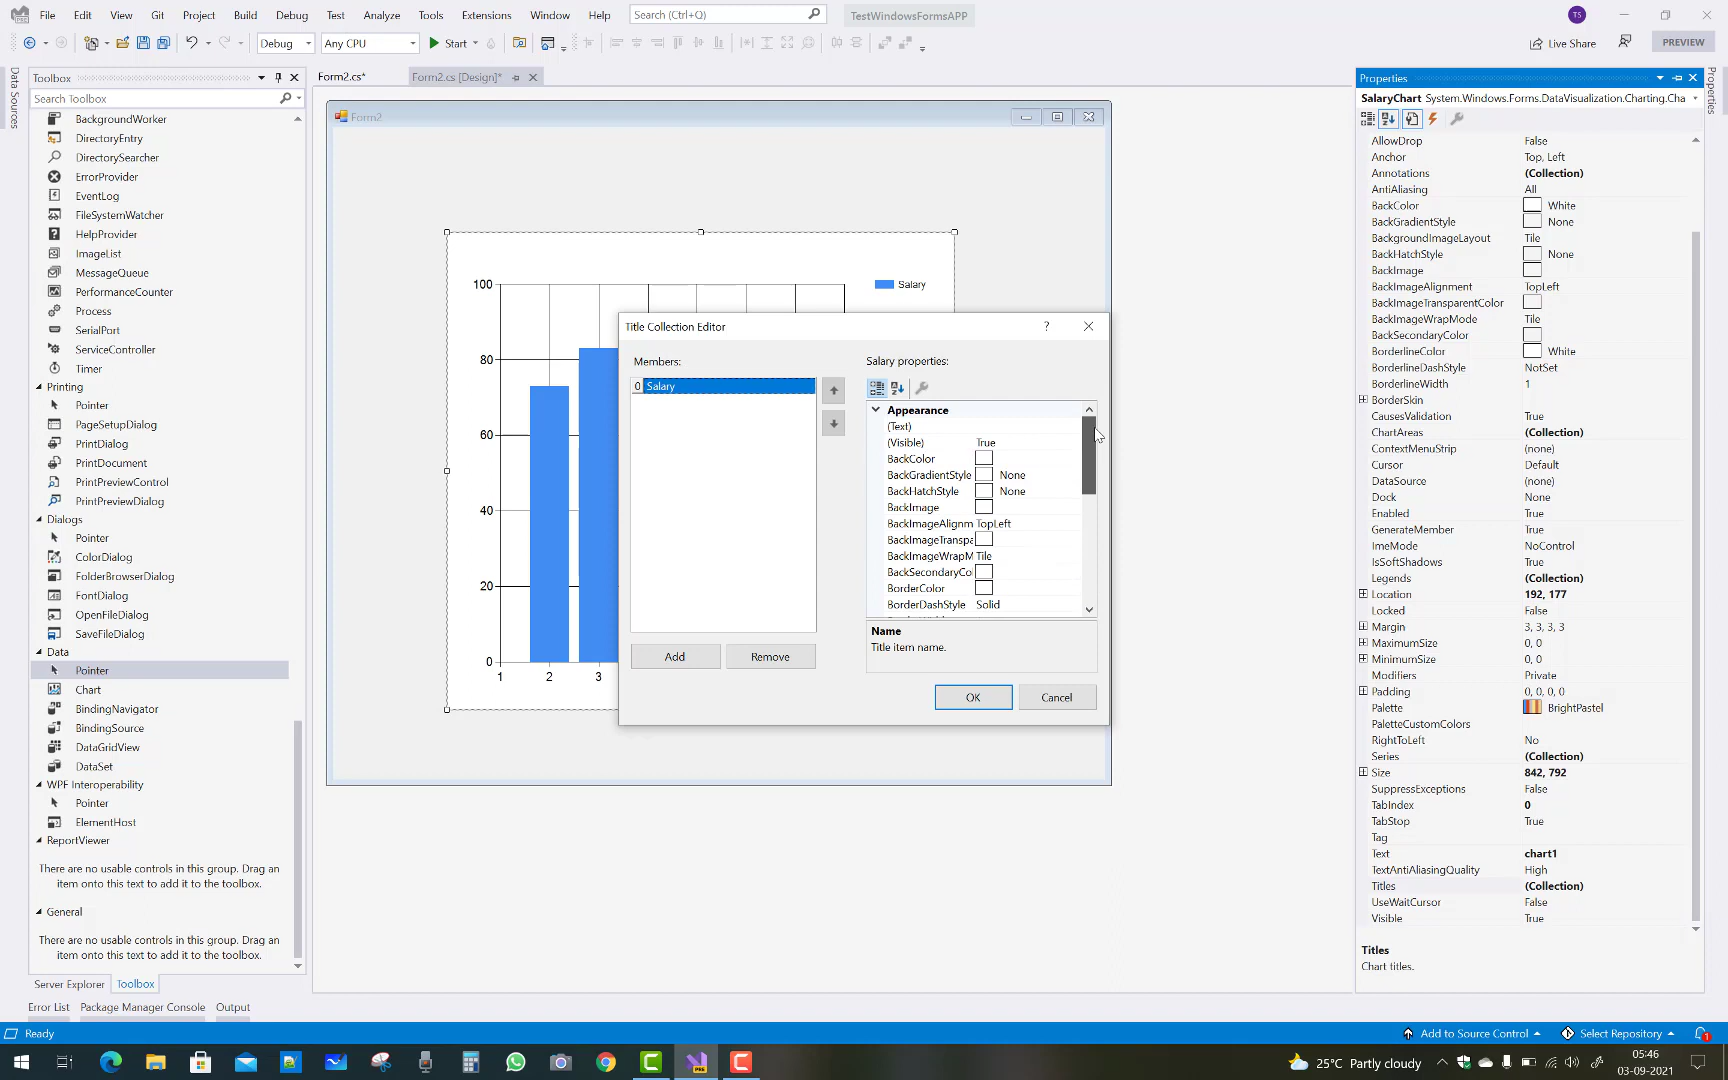 File Edit View Git Project Build Debug Test Analyze Tools Extensions Window Help Search (Ctrl+Q) TestWindowsFormsAPP TS
Debug Any CPU Start Live Share PREVIEW
Data Sources
Toolbox
Search Toolbox
BackgroundWorker
DirectoryEntry
DirectorySearcher
ErrorProvider
EventLog
FileSystemWatcher
HelpProvider
ImageList
MessageQueue
PerformanceCounter
Process
SerialPort
ServiceController
Timer
Printing
Pointer
PageSetupDialog
PrintDialog
PrintDocument
PrintPreviewControl
PrintPreviewDialog
Dialogs
Pointer
ColorDialog
FolderBrowserDialog
FontDialog
OpenFileDialog
SaveFileDialog
Data
Pointer
Chart
BindingNavigator
BindingSource
DataGridView
DataSet
WPF Interoperability
Pointer
ElementHost
ReportViewer
There are no usable controls in this group. Drag an
item onto this text to add it to the toolbox.
General
There are no usable controls in this group. Drag an
item onto this text to add it to the toolbox.
Server Explorer Toolbox
Form2.cs* Form2.cs [Design]*
Form2
100
80
60
40
20
0
1 2 3
Salary
Title Collection Editor
?
Members:
0 Salary
Add Remove
Salary properties:
Appearance
(Text)
(Visible) True
BackColor
BackGradientStyle None
BackHatchStyle None
BackImage
BackImageAlignm TopLeft
BackImageTranspa
BackImageWrapM Tile
BackSecondaryCol
BorderColor
BorderDashStyle Solid
Name
Title item name.
OK Cancel
Properties
SalaryChart System.Windows.Forms.DataVisualization.Charting.Cha
AllowDrop False
Anchor Top, Left
Annotations (Collection)
AntiAliasing All
BackColor White
BackGradientStyle None
BackgroundImageLayout Tile
BackHatchStyle None
BackImage
BackImageAlignment TopLeft
BackImageTransparentColor
BackImageWrapMode Tile
BackSecondaryColor
BorderlineColor White
BorderlineDashStyle NotSet
BorderlineWidth 1
BorderSkin
CausesValidation True
ChartAreas (Collection)
ContextMenuStrip (none)
Cursor Default
DataSource (none)
Dock None
Enabled True
GenerateMember True
ImeMode NoControl
IsSoftShadows True
Legends (Collection)
Location 192, 177
Locked False
Margin 3, 3, 3, 3
MaximumSize 0, 0
MinimumSize 0, 0
Modifiers Private
Padding 0, 0, 0, 0
Palette BrightPastel
PaletteCustomColors
RightToLeft No
Series (Collection)
Size 842, 792
SuppressExceptions False
TabIndex 0
TabStop True
Tag
Text chart1
TextAntiAliasingQuality High
Titles (Collection)
UseWaitCursor False
Visible True
Titles
Chart titles.
Properties
Error List Package Manager Console Output
Ready Add to Source Control Select Repository 1
25°C Partly cloudy 05:46
03-09-2021